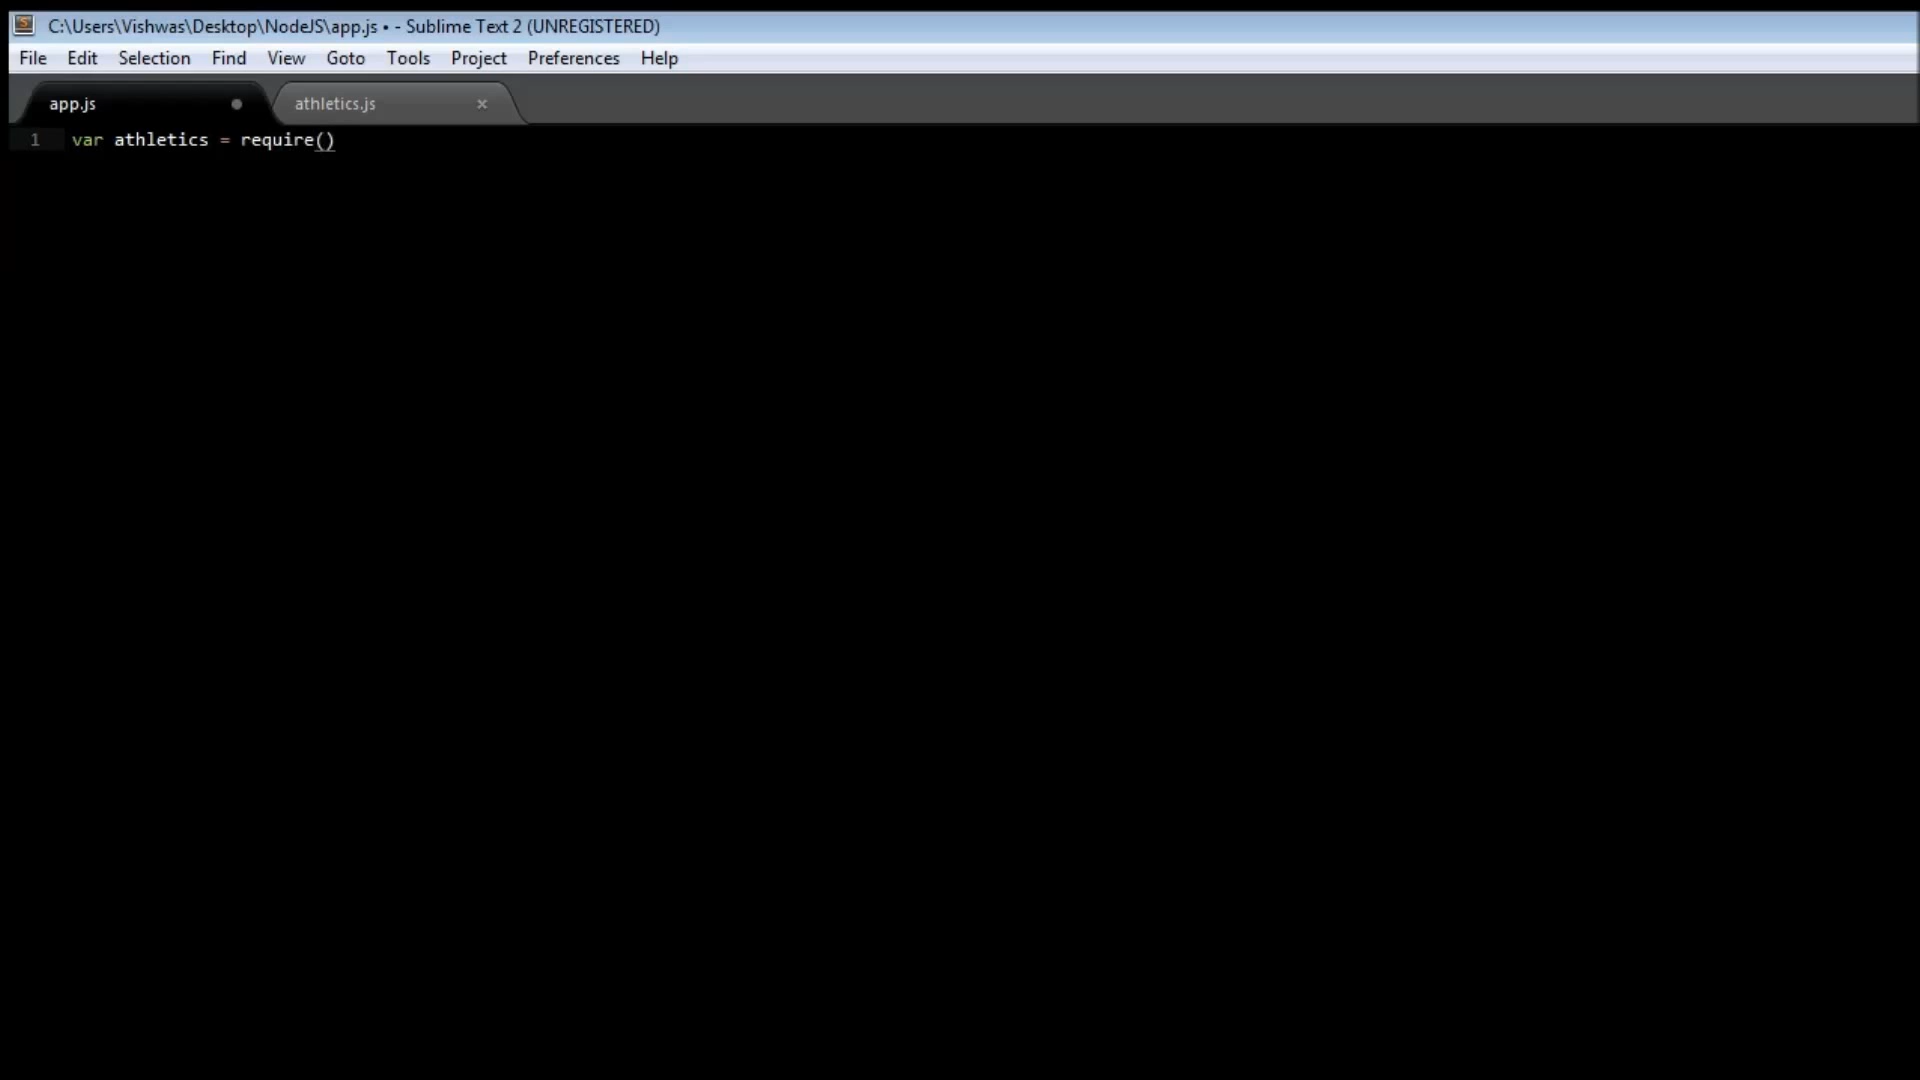 C:\Users\Vishwas\Desktop\NodeJS\app.js • - Sublime Text 2 (UNREGISTERED)
File Edit Selection Find View Goto Tools Project Preferences Help
app.js athletics.js
1 var athletics = require()